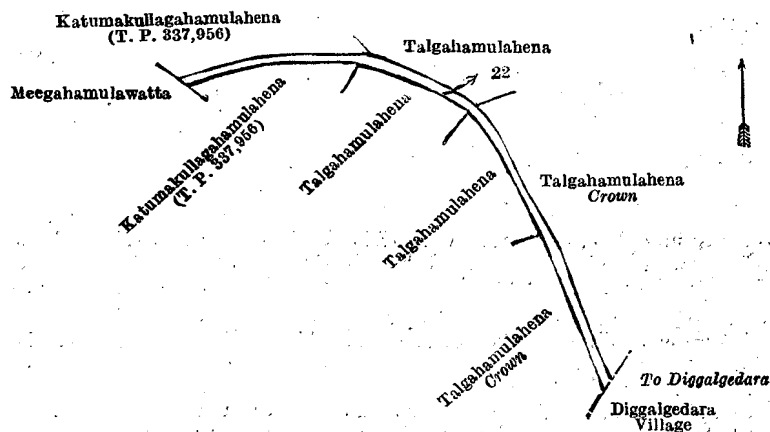 Katumakullagahamulahena
(T. P. 337,956)
Talgahamulahena
22
Meegahamulawatta
Katumakullagahamulahena
(T. P. 337,956)
Talgahamulahena
Talgahamulahena
Talgahamulahena
Crown
Talgahamulahena
Crown
To Diggalgedara
Diggalgedara
Village